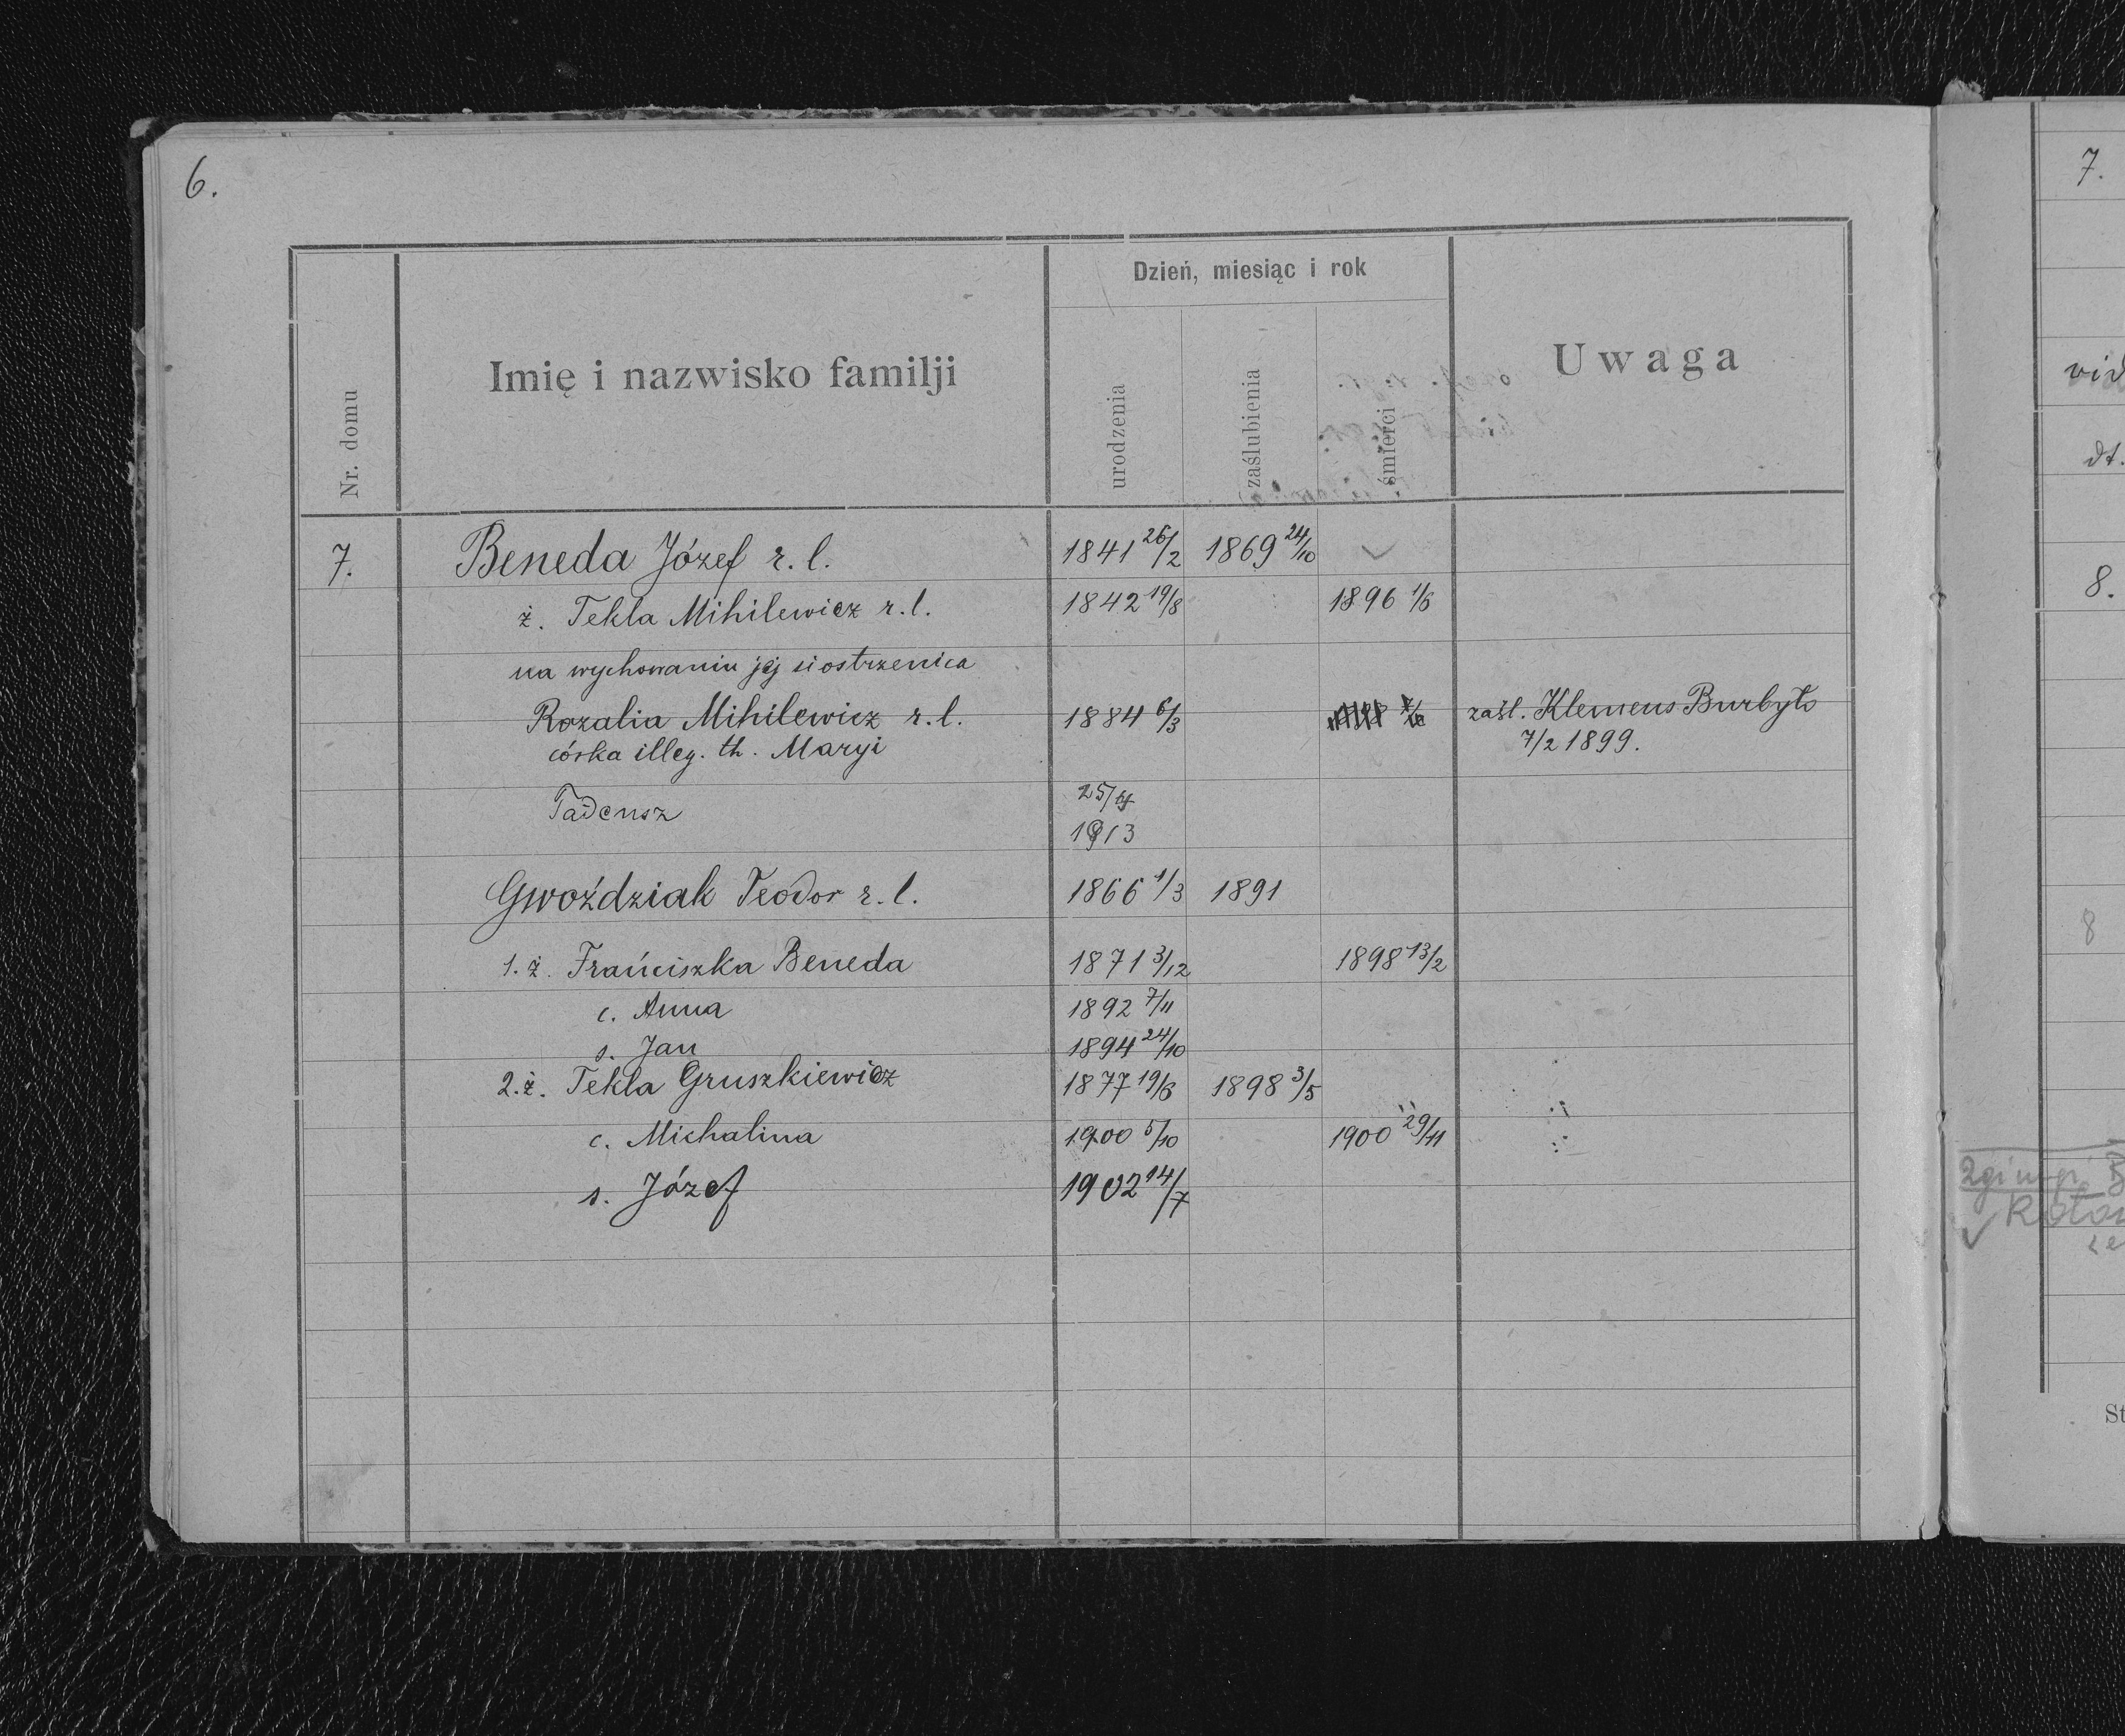 6.
Nr. domu
Imię i nazwisko familji
Dzień, miesiąc i rok
urodzenia
zaślubienia
śmierci
Uwaga
7. Beneda Józef r. l. 1841 26/2 1869 24/10
ż. Tekla Mihilewicz r. l. 1842 19/8 1896 1/6
na wychowaniu jej siostrzenica
Rozalia Mihilewicz r. l. 1884 6/3 zaśl. Klemens Burbyło
córka illeg. th. Maryi 7/2 1899.
Tadeusz 25/
1913
Gwoździak Teodor r. l. 1866 1/3 1891
1. ż. Frańciszka Beneda 1871 3/12 1898 13/2
c. Anna 1892 7/11
s. Jan 1894 24/10
2. ż. Tekla Gruszkiewicz 1877 19/8 1898 3/5
c. Michalina 1900 5/10 1900 29/11
s. Józef 1902 14/7
7.
vid
dt.
8.
8
2gi
St